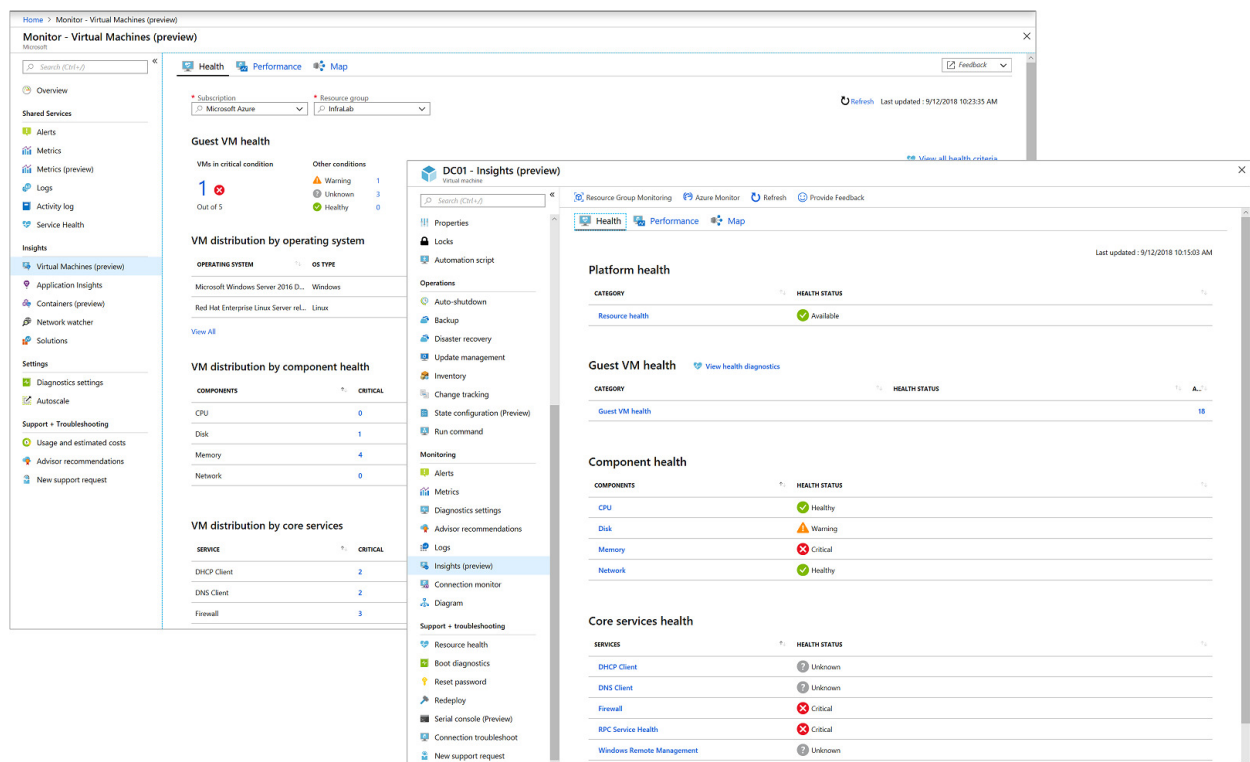 Home > Monitor - Virtual Machines (preview)
Monitor - Virtual Machines (preview)
Microsoft
Search (Ctrl+/)
Overview
Shared Services
Alerts
Metrics
Metrics (preview)
Logs
Activity log
Service Health
Insights
Virtual Machines (preview)
Application Insights
Containers (preview)
Network watcher
Solutions
Settings
Diagnostics settings
Autoscale
Support + Troubleshooting
Usage and estimated costs
Advisor recommendations
New support request
Health Performance Map
Feedback
* Subscription * Resource group
Microsoft Azure InfraLab
Refresh Last updated : 9/12/2018 10:23:35 AM
Guest VM health
View all health criteria
VMs in critical condition Other conditions
1
Out of 5
Warning 1
Unknown 3
Healthy 0
VM distribution by operating system
OPERATING SYSTEM OS TYPE
Microsoft Windows Server 2016 D... Windows
Red Hat Enterprise Linux Server rel... Linux
View All
VM distribution by component health
COMPONENTS CRITICAL
CPU 0
Disk 1
Memory 4
Network 0
VM distribution by core services
SERVICE CRITICAL
DHCP Client 2
DNS Client 2
Firewall 3
DC01 - Insights (preview)
Virtual machine
Search (Ctrl+/)
Properties
Locks
Automation script
Operations
Auto-shutdown
Backup
Disaster recovery
Update management
Inventory
Change tracking
State configuration (Preview)
Run command
Monitoring
Alerts
Metrics
Diagnostics settings
Advisor recommendations
Logs
Insights (preview)
Connection monitor
Diagram
Support + troubleshooting
Resource health
Boot diagnostics
Reset password
Redeploy
Serial console (Preview)
Connection troubleshoot
New support request
Resource Group Monitoring Azure Monitor Refresh Provide Feedback
Health Performance Map
Last updated : 9/12/2018 10:15:03 AM
Platform health
CATEGORY HEALTH STATUS
Resource health Available
Guest VM health View health diagnostics
CATEGORY HEALTH STATUS A...
Guest VM health 18
Component health
COMPONENTS HEALTH STATUS
CPU Healthy
Disk Warning
Memory Critical
Network Healthy
Core services health
SERVICES HEALTH STATUS
DHCP Client Unknown
DNS Client Unknown
Firewall Critical
RPC Service Health Critical
Windows Remote Management Unknown